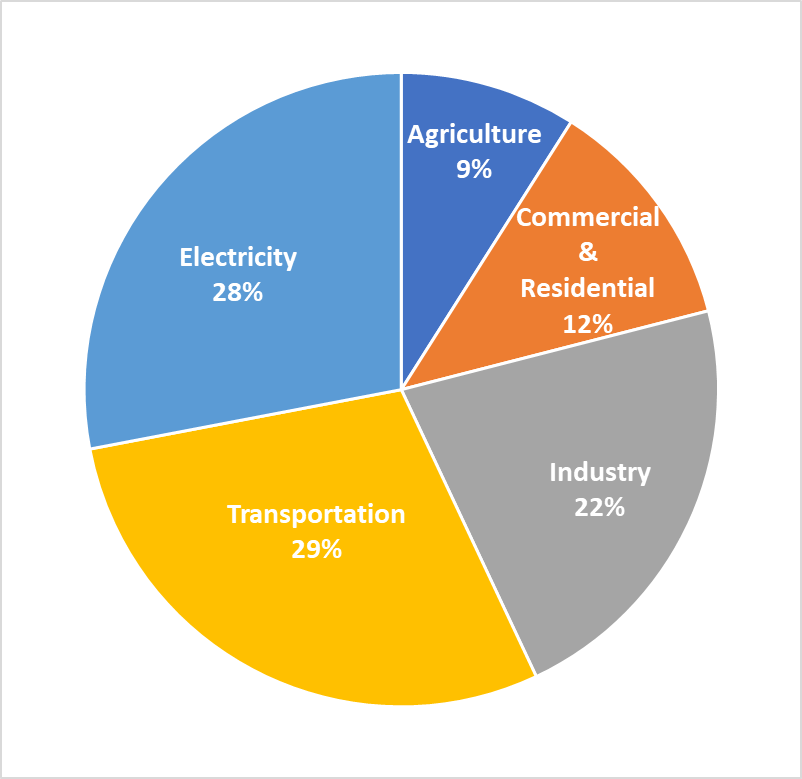 Agriculture
9%
Commercial
&
Residential
12%
Industry
22%
Transportation
29%
Electricity
28%